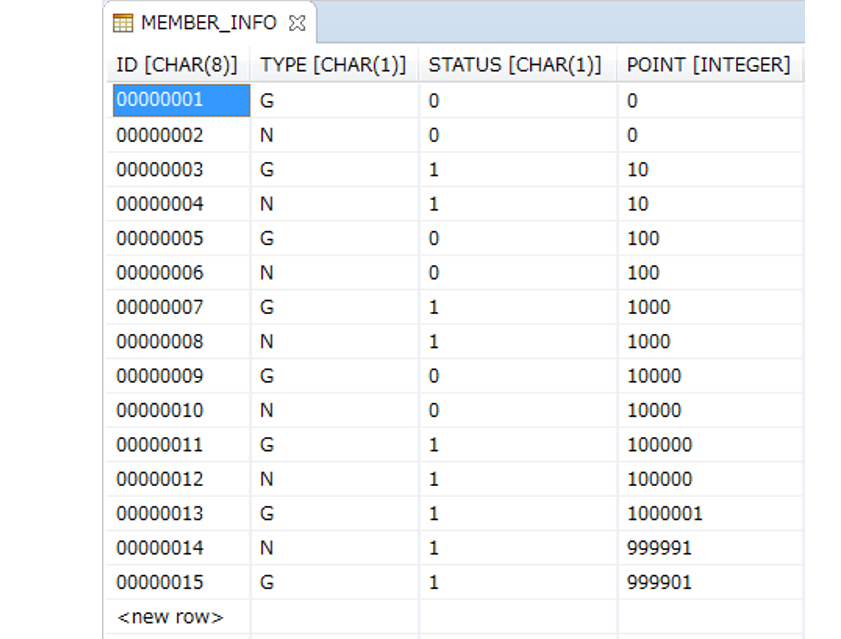 MEMBER_INFO
ID [CHAR(8)] TYPE [CHAR(1)] STATUS [CHAR(1)] POINT [INTEGER]
00000001 G 0 0
00000002 N 0 0
00000003 G 1 10
00000004 N 1 10
00000005 G 0 100
00000006 N 0 100
00000007 G 1 1000
00000008 N 1 1000
00000009 G 0 10000
00000010 N 0 10000
00000011 G 1 100000
00000012 N 1 100000
00000013 G 1 1000001
00000014 N 1 999991
00000015 G 1 999901
<new row>